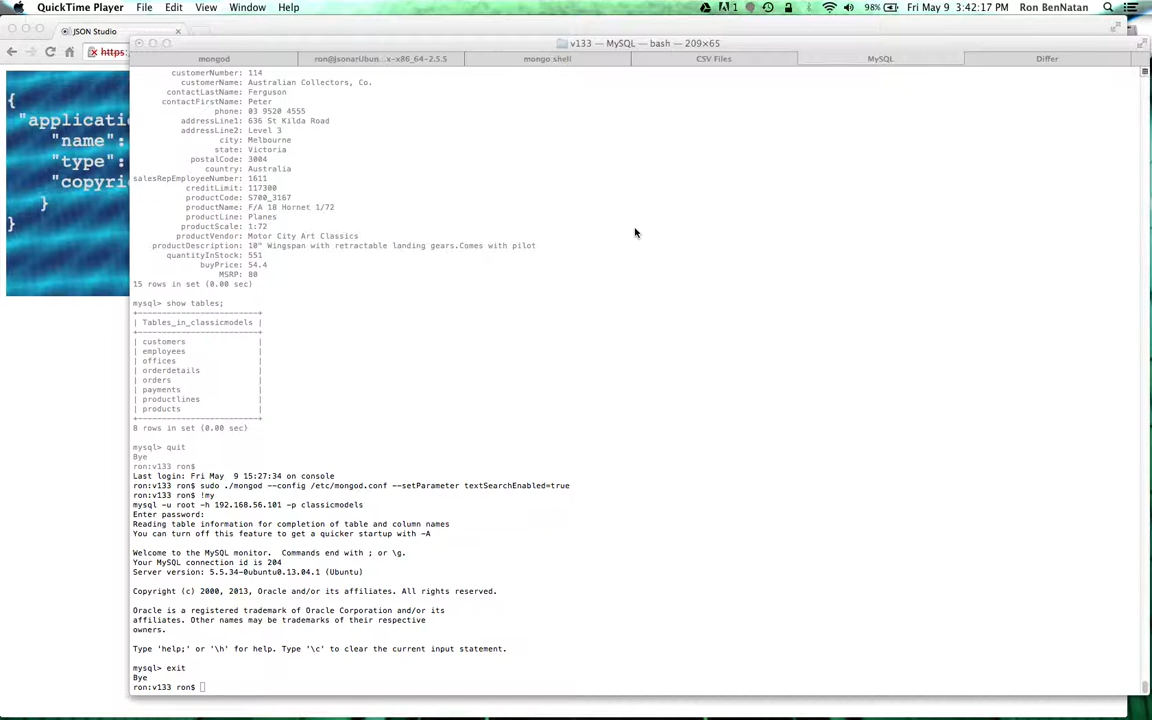 QuickTime Player File Edit View Window Help 1 98% Fri May 9 3:42:17 PM Ron BenNatan
JSON Studio
https:
{
"applicati
"name":
"type":
"copyri
}
}
v133 — MySQL — bash — 209×65
mongod ron@jsonarUbun...x-x86_64-2.5.5 mongo shell CSV Files MySQL Differ
customerNumber: 114
customerName: Australian Collectors, Co.
contactLastName: Ferguson
contactFirstName: Peter
phone: 03 9520 4555
addressLine1: 636 St Kilda Road
addressLine2: Level 3
city: Melbourne
state: Victoria
postalCode: 3004
country: Australia
salesRepEmployeeNumber: 1611
creditLimit: 117300
productCode: S700_3167
productName: F/A 18 Hornet 1/72
productLine: Planes
productScale: 1:72
productVendor: Motor City Art Classics
productDescription: 10" Wingspan with retractable landing gears.Comes with pilot
quantityInStock: 551
buyPrice: 54.4
MSRP: 80
15 rows in set (0.00 sec)
mysql> show tables;
+-------------------------+
| Tables_in_classicmodels |
+-------------------------+
| customers |
| employees |
| offices |
| orderdetails |
| orders |
| payments |
| productlines |
| products |
+-------------------------+
8 rows in set (0.00 sec)
mysql> quit
Bye
ron:v133 ron$
Last login: Fri May  9 15:27:34 on console
ron:v133 ron$ sudo ./mongod --config /etc/mongod.conf --setParameter textSearchEnabled=true
ron:v133 ron$ !my
mysql -u root -h 192.168.56.101 -p classicmodels
Enter password:
Reading table information for completion of table and column names
You can turn off this feature to get a quicker startup with -A
Welcome to the MySQL monitor.  Commands end with ; or \g.
Your MySQL connection id is 204
Server version: 5.5.34-0ubuntu0.13.04.1 (Ubuntu)
Copyright (c) 2000, 2013, Oracle and/or its affiliates. All rights reserved.
Oracle is a registered trademark of Oracle Corporation and/or its
affiliates. Other names may be trademarks of their respective
owners.
Type 'help;' or '\h' for help. Type '\c' to clear the current input statement.
mysql> exit
Bye
ron:v133 ron$